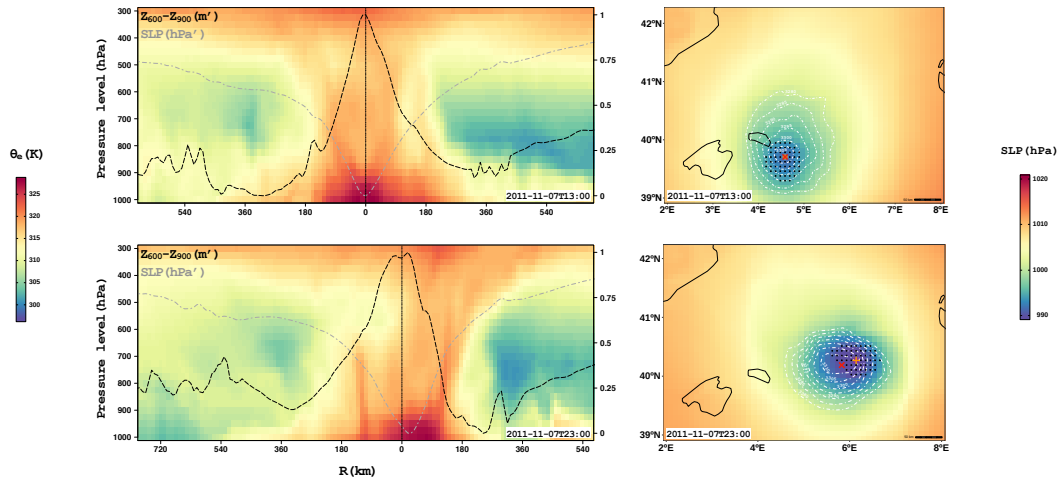 Z600-Z900(m')
SLP(hPa')
Pressure level(hPa)
300
400
500
600
700
800
900
1000
1
0.75
0.5
0.25
0
2011-11-07T13:00
540
360
180
0
180
360
540
42°N
41°N
40°N
39°N
2011-11-07T13:00
2°E
3°E
4°E
5°E
6°E
7°E
8°E
θe(K)
325
320
315
310
305
300
SLP(hPa)
1020
1010
1000
990
Z600-Z900(m')
SLP(hPa')
Pressure level(hPa)
300
400
500
600
700
800
900
1000
1
0.75
0.5
0.25
0
2011-11-07T23:00
720
540
360
180
0
180
360
540
R(km)
42°N
41°N
40°N
39°N
2011-11-07T23:00
2°E
3°E
4°E
5°E
6°E
7°E
8°E